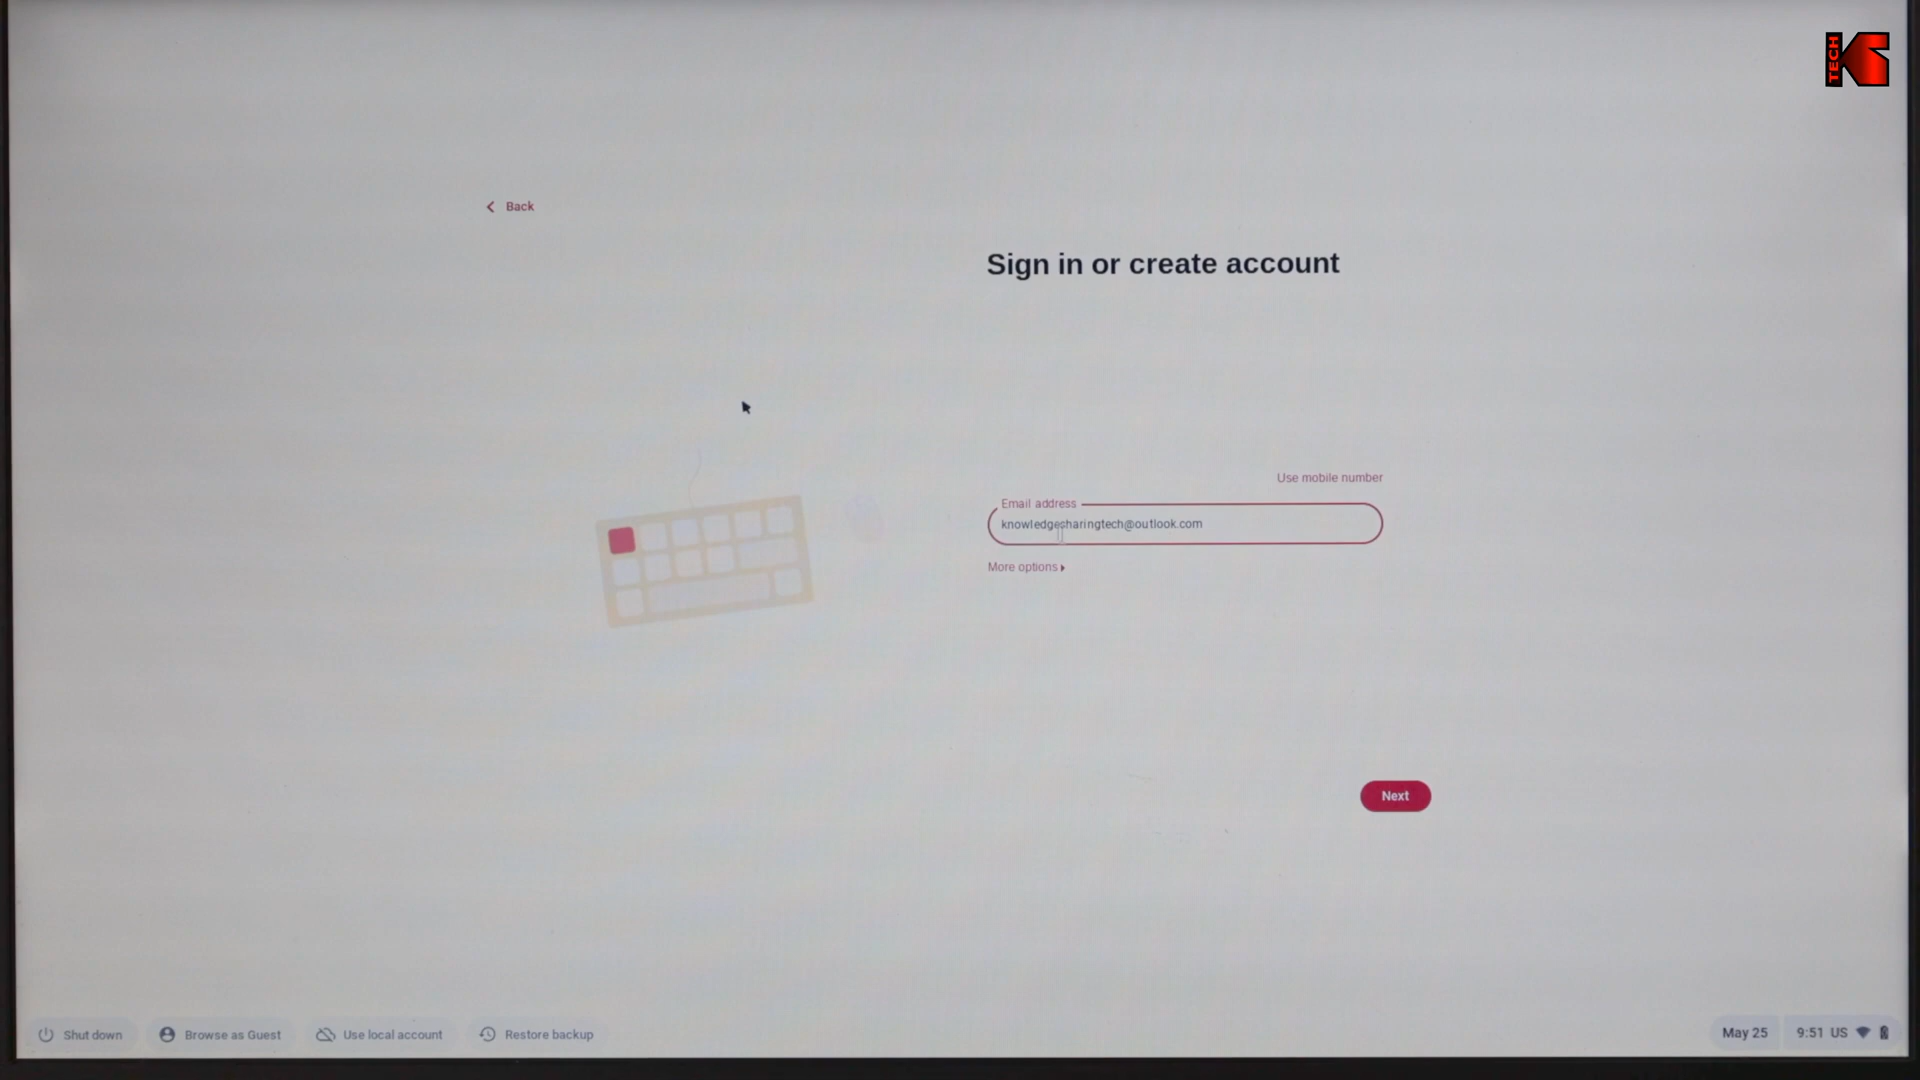 TECH
K
Back
Sign in or create account
Use mobile number
Email address
knowledgesharingtech@outlook.com
More options
Next
Shut down
Browse as Guest
Use local account
Restore backup
May 25
9:51 US